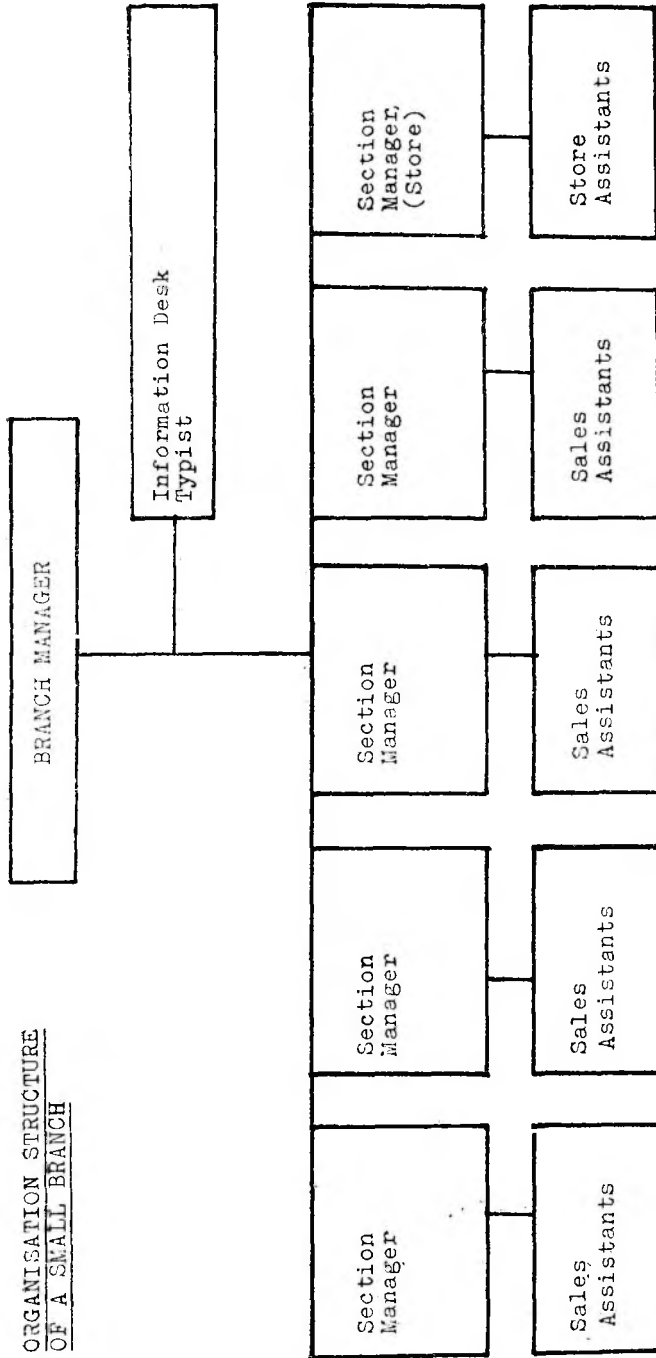 ORGANISATION STRUCTURE
OF A SMALL BRANCH
BRANCH MANAGER
Information Desk
Typist
Section
Manager
Section
Manager
Section
Manager
Section
Manager
Section
Manager,
(Store)
Sales
Assistants
Sales
Assistants
Sales
Assistants
Sales
Assistants
Store
Assistants